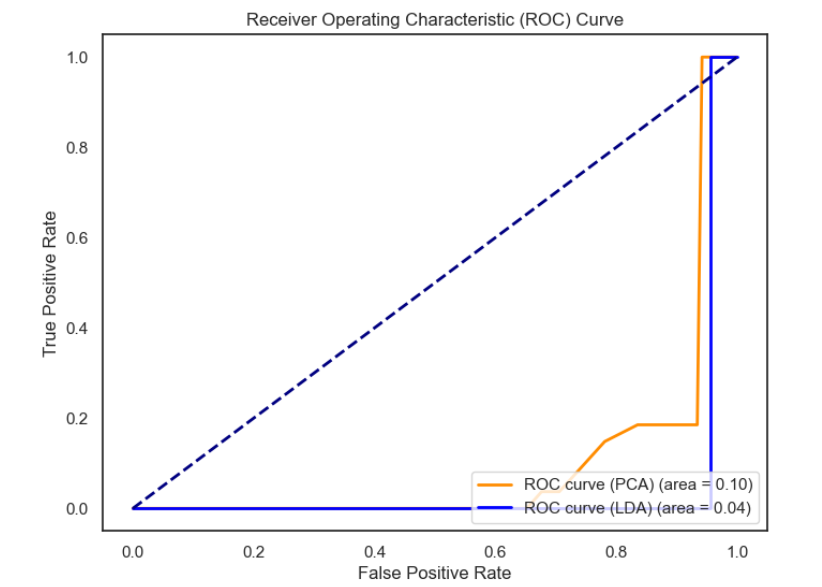 Receiver Operating Characteristic (ROC) Curve
True Positive Rate
1.0
0.8
0.6
0.4
0.2
0.0
ROC curve (PCA) (area = 0.10)
ROC curve (LDA) (area = 0.04)
0.0 0.2 0.4 0.6 0.8 1.0
False Positive Rate